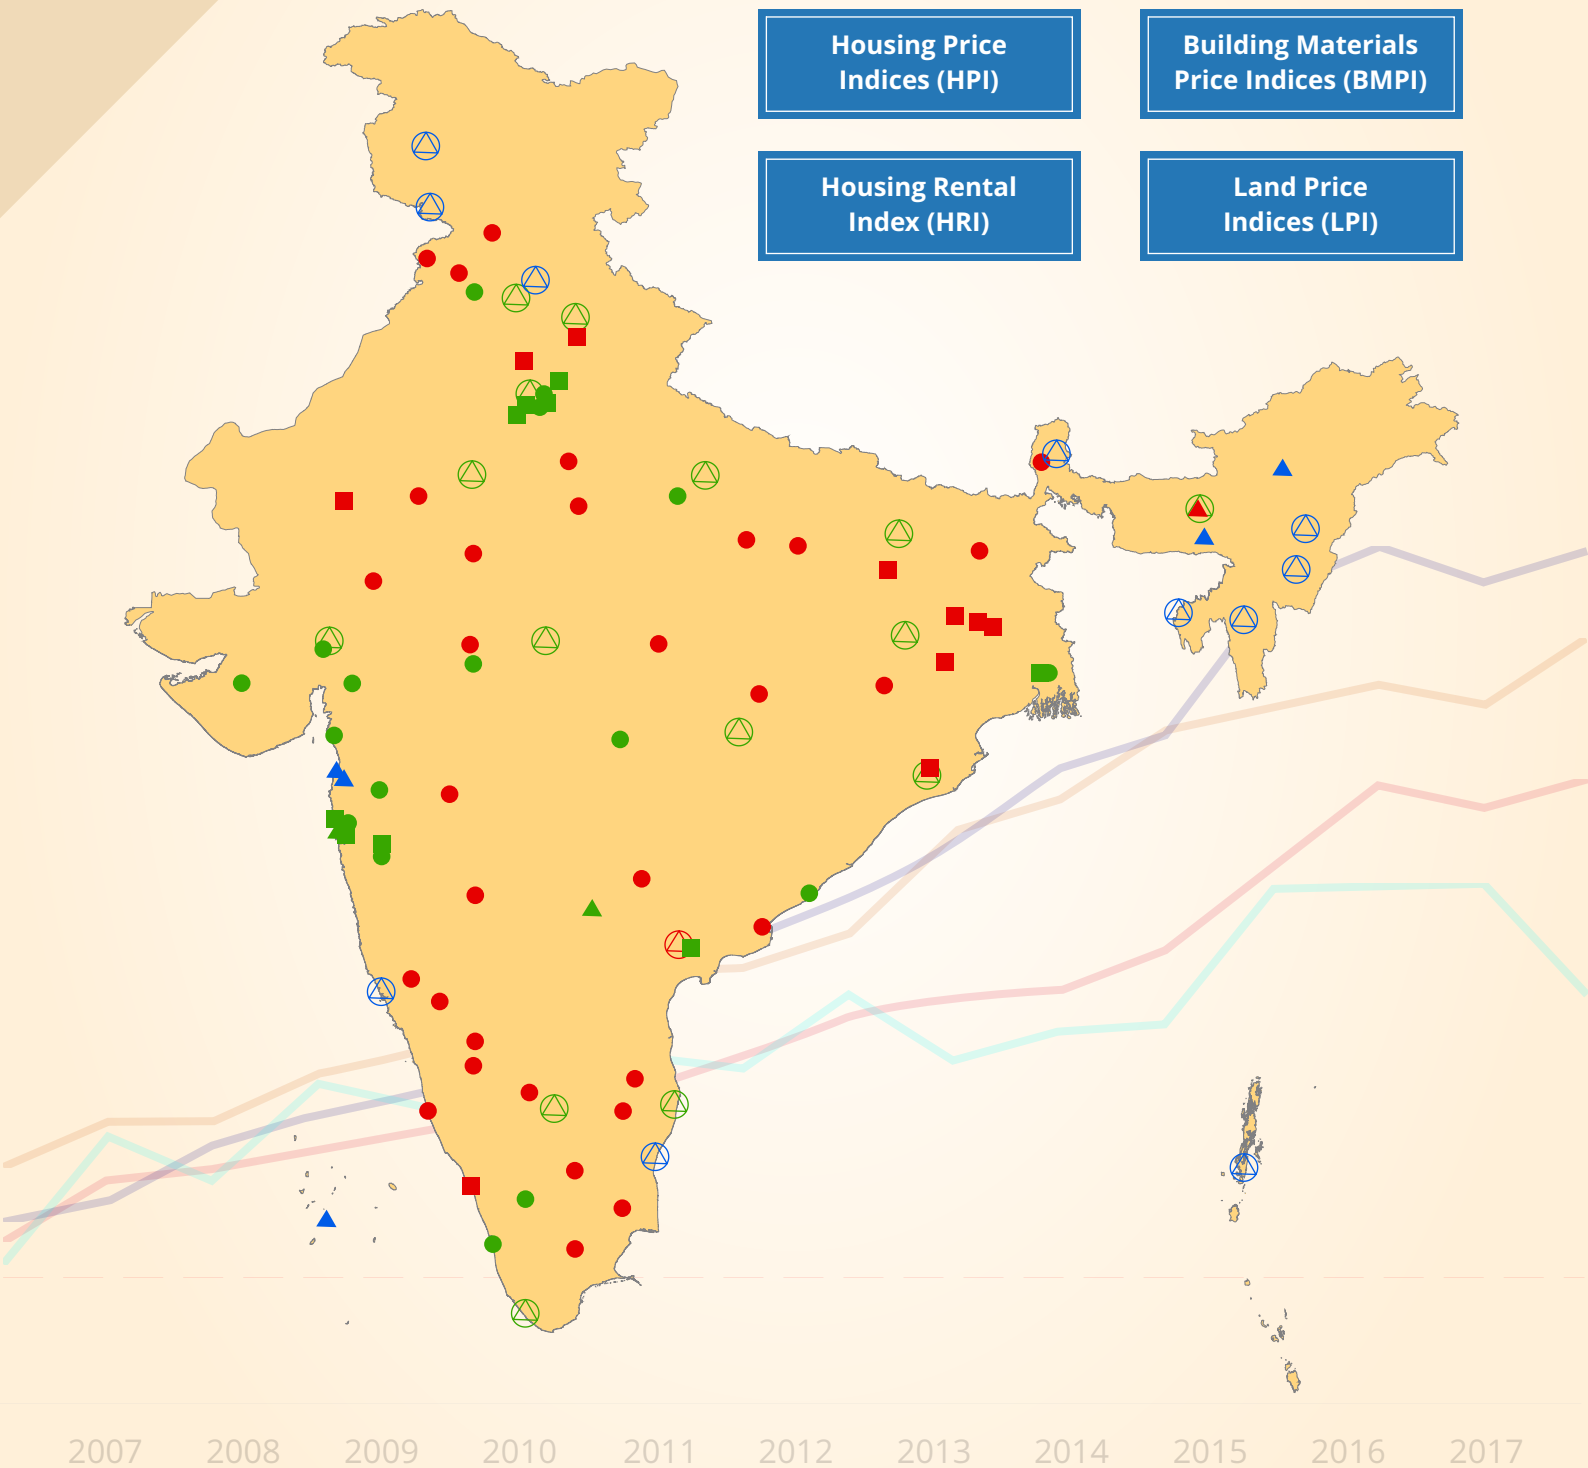 Housing Price
Indices (HPI)
Building Materials
Price Indices (BMPI)
Housing Rental
Index (HRI)
Land Price
Indices (LPI)
2007 2008 2009 2010 2011 2012 2013 2014 2015 2016 2017